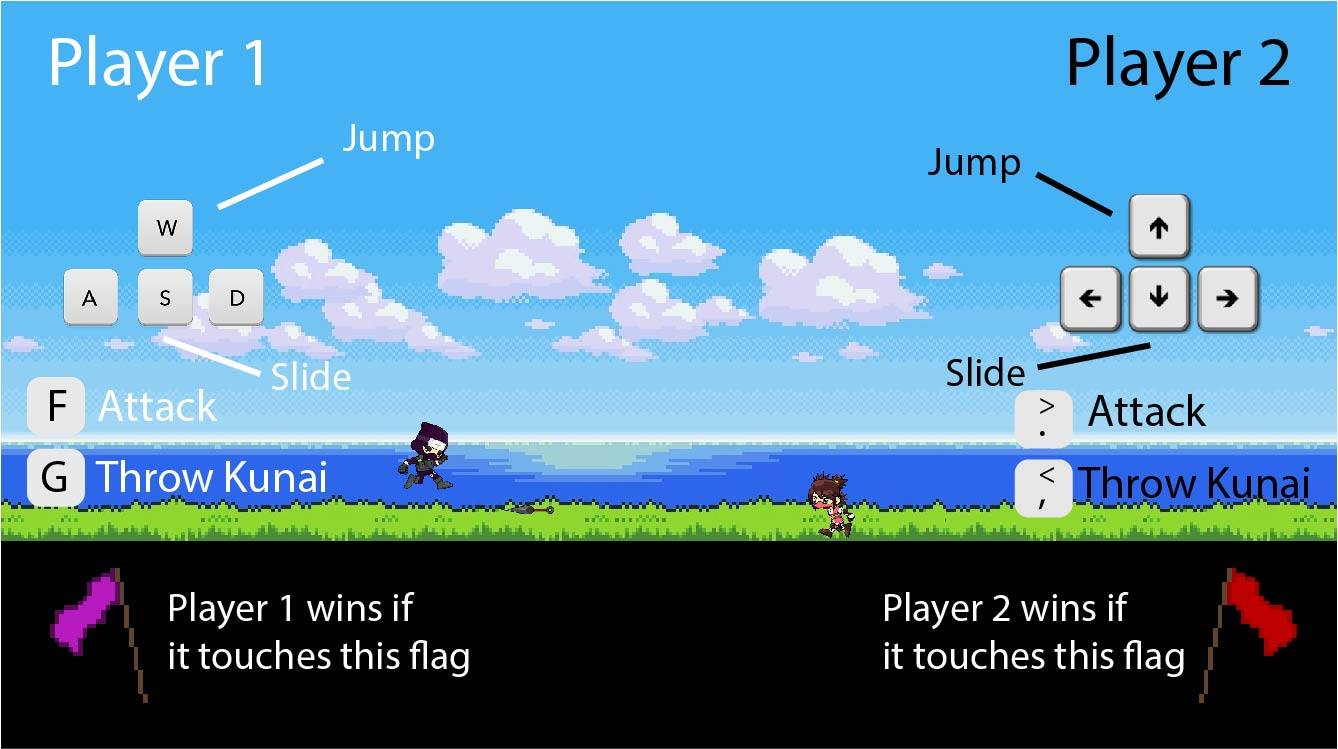 Player 1
Player 2
Jump
W
A S D
Slide
F Attack
G Throw Kunai
Jump
↑
← ↓ →
Slide
> . Attack
< , Throw Kunai
Player 1 wins if
it touches this flag
Player 2 wins if
it touches this flag